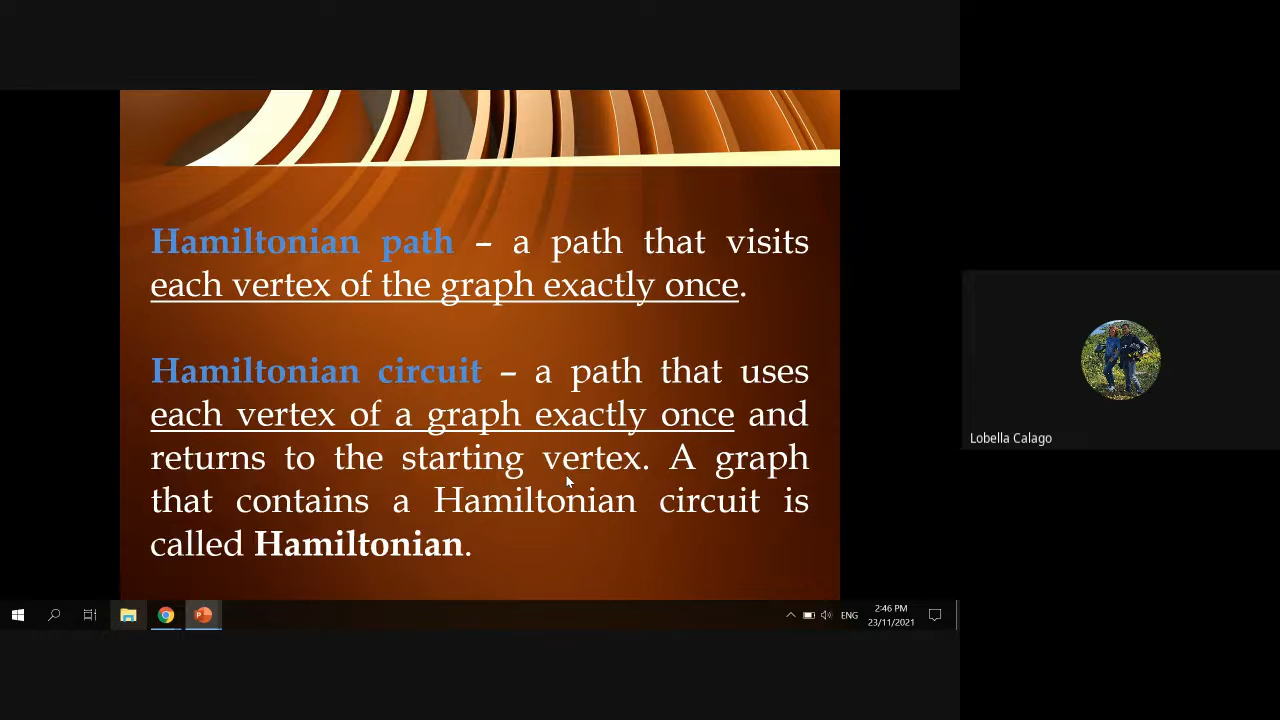 Hamiltonian path – a path that visits
each vertex of the graph exactly once.
Hamiltonian circuit – a path that uses
each vertex of a graph exactly once and
returns to the starting vertex. A graph
that contains a Hamiltonian circuit is
called Hamiltonian.
Lobella Calago
ENG
2:46 PM
23/11/2021